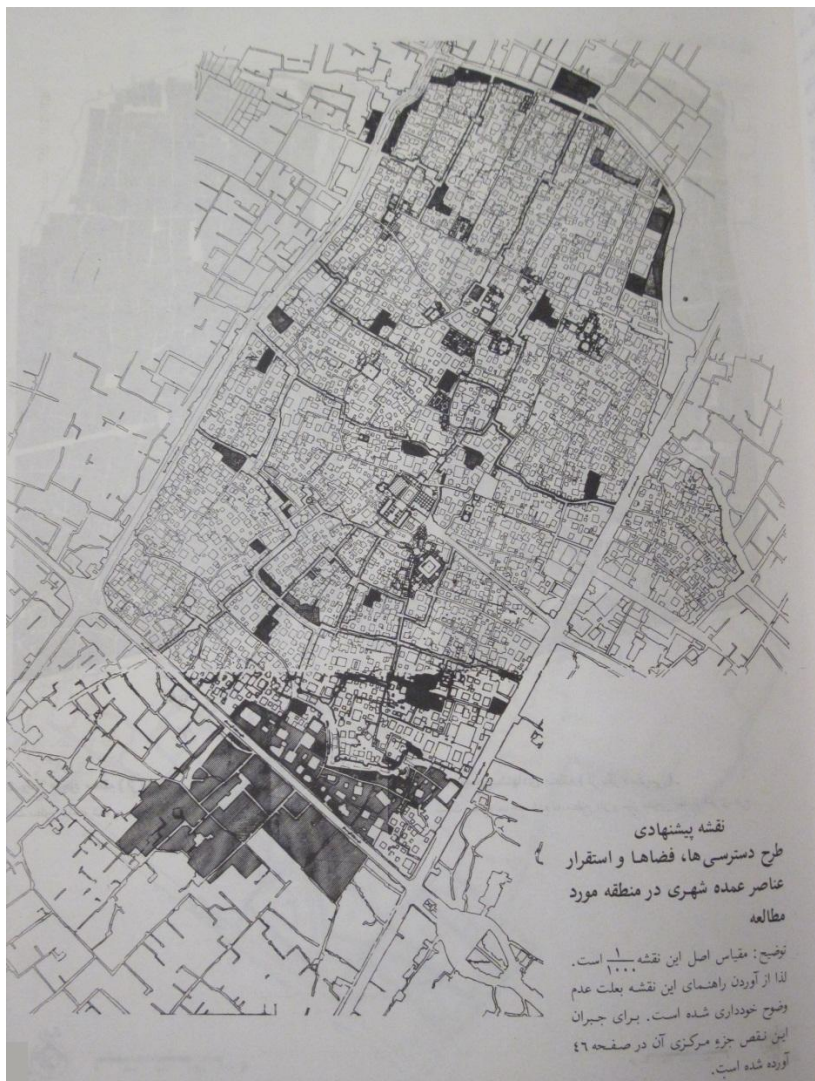 نقشه پیشنهادی
طرح دسترسی‌ها، فضاها و استقرار
عناصر عمده شهری در منطقه مورد
مطالعه
توضیح: مقیاس اصل این نقشه ۱/۱۰۰۰ است.
لذا از آوردن راهنمای این نقشه بعلت عدم
وضوح خودداری شده است. برای جبران
این نقص جزء مرکزی آن در صفحه ٤٦
آورده شده است.